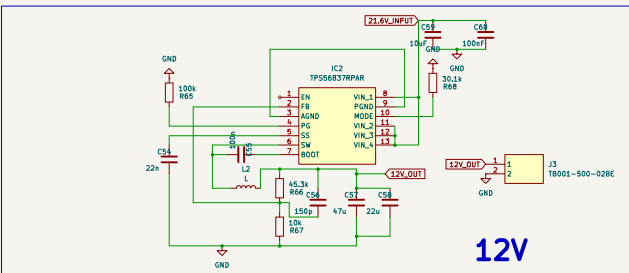 21.6V_INPUT
C59
10uF
C60
100nF
GND
GND
GND
100k
R65
IC2
TPS56837RPAR
30.1k
R68
1 EN VIN_1 8
2 FB PGND 9
3 AGND MODE 10
4 PG VIN_2 11
5 SS VIN_3 12
6 SW VIN_4 13
7 BOOT
100n
C55
C54
22n
L2
L
12V_OUT
45.3k
R66
C56
150p
C57
47u
C58
22u
10k
R67
GND
12V_OUT
1 1
2 2
GND
J3
TB001-500-02BE
12V